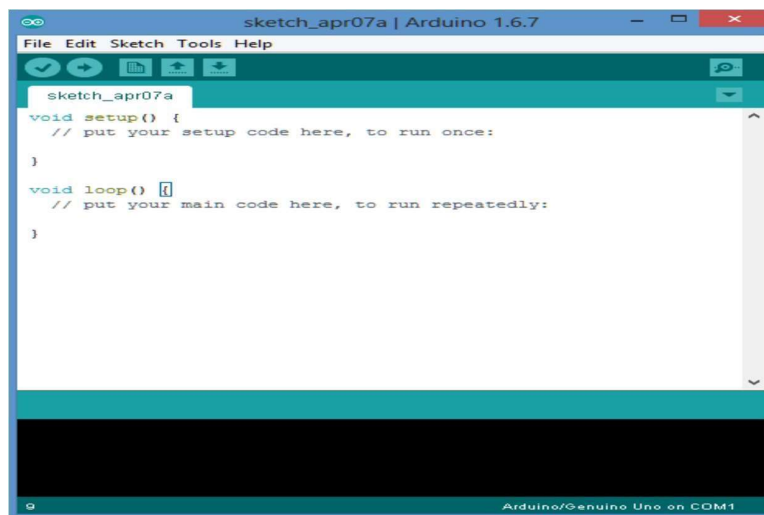 sketch_apr07a | Arduino 1.6.7
File Edit Sketch Tools Help
sketch_apr07a
void setup() {
// put your setup code here, to run once:
}
void loop() {
// put your main code here, to run repeatedly:
}
9 Arduino/Genuino Uno on COM1